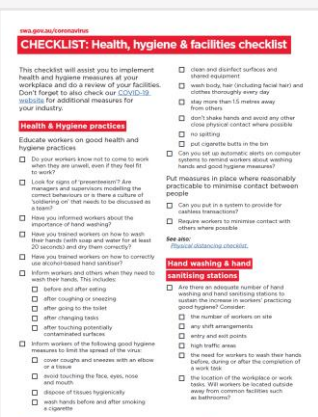 swa.gov.au/coronavirus
CHECKLIST: Health, hygiene & facilities checklist
This checklist will assist you to implement
health and hygiene measures at your
workplace and do a review of your facilities.
Don't forget to also check our COVID-19
website for additional measures for
your industry.
Health & Hygiene practices
Educate workers on good health and
hygiene practices
Do your workers know not to come to work
when they are unwell, even if they feel fit
to work?
Look for signs of 'presenteeism'? Are
managers and supervisors modelling the
correct behaviours or is there a culture of
'soldiering on' that needs to be discussed as
a team?
Have you informed workers about the
importance of hand washing?
Have you trained workers on how to wash
their hands (with soap and water for at least
20 seconds) and dry them correctly?
Have you trained workers on how to correctly
use alcohol-based hand sanitiser?
Inform workers and others when they need to
wash their hands. This includes:
before and after eating
after coughing or sneezing
after going to the toilet
after changing tasks
after touching potentially
contaminated surfaces
Inform workers of the following good hygiene
measures to limit the spread of the virus:
cover coughs and sneezes with an elbow
or a tissue
avoid touching the face, eyes, nose
and mouth
dispose of tissues hygienically
wash hands before and after smoking
a cigarette
clean and disinfect surfaces and
shared equipment
wash body, hair (including facial hair) and
clothes thoroughly every day
stay more than 1.5 metres away
from others
don't shake hands and avoid any other
close physical contact where possible
no spitting
put cigarette butts in the bin
Can you set up automatic alerts on computer
systems to remind workers about washing
hands and good hygiene measures?
Put measures in place where reasonably
practicable to minimise contact between
people
Can you put in a system to provide for
cashless transactions?
Require workers to minimise contact with
others where possible
See also:
Physical distancing checklist.
Hand washing & hand
sanitising stations
Are there an adequate number of hand
washing and hand sanitising stations to
sustain the increase in workers' practicing
good hygiene? Consider:
the number of workers on site
any shift arrangements
entry and exit points
high traffic areas
the need for workers to wash their hands
before, during or after the completion of
a work task
the location of the workplace or work
tasks. Will workers be located outside
away from common facilities such
as bathrooms?